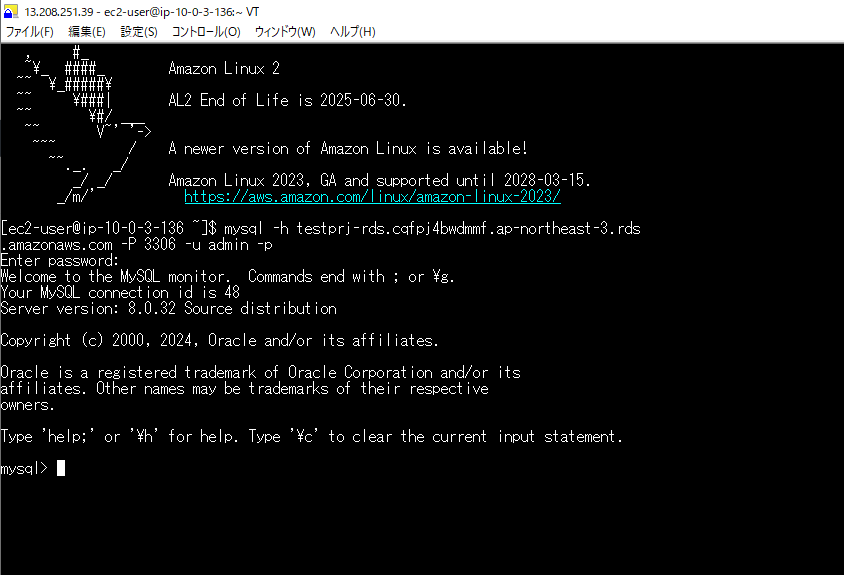 13.208.251.39 - ec2-user@ip-10-0-3-136:~ VT
ファイル(F) 編集(E) 設定(S) コントロール(O) ウィンドウ(W) ヘルプ(H)
   ,     #_
   ~¥_  ####_        Amazon Linux 2
  ~~  ¥_#####¥
  ~~     ¥###|       AL2 End of Life is 2025-06-30.
  ~~       ¥#/ ___
   ~~       V~' '->
    ~~~         /    A newer version of Amazon Linux is available!
      ~~._.   _/
         _/ _/       Amazon Linux 2023, GA and supported until 2028-03-15.
       _/m/'           https://aws.amazon.com/linux/amazon-linux-2023/
[ec2-user@ip-10-0-3-136 ~]$ mysql -h testprj-rds.cqfpj4bwdmmf.ap-northeast-3.rds
.amazonaws.com -P 3306 -u admin -p
Enter password:
Welcome to the MySQL monitor.  Commands end with ; or ¥g.
Your MySQL connection id is 48
Server version: 8.0.32 Source distribution
Copyright (c) 2000, 2024, Oracle and/or its affiliates.
Oracle is a registered trademark of Oracle Corporation and/or its
affiliates. Other names may be trademarks of their respective
owners.
Type 'help;' or '¥h' for help. Type '¥c' to clear the current input statement.
mysql>